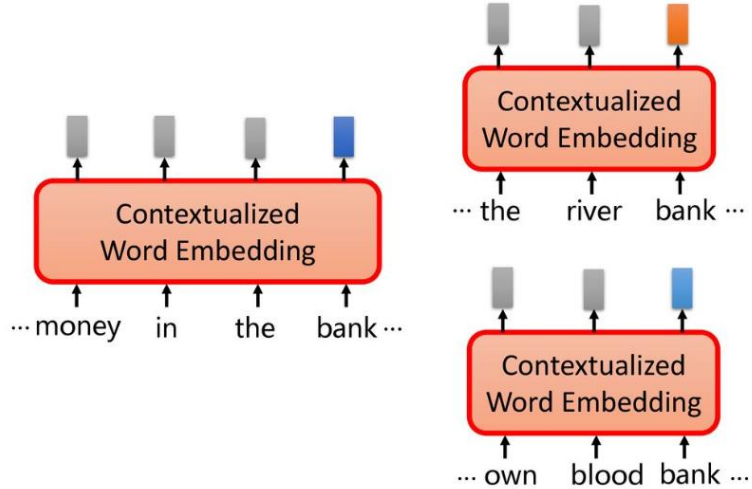 Contextualized
Word Embedding
... money in the bank ...
Contextualized
Word Embedding
... the river bank ...
Contextualized
Word Embedding
... own blood bank ...